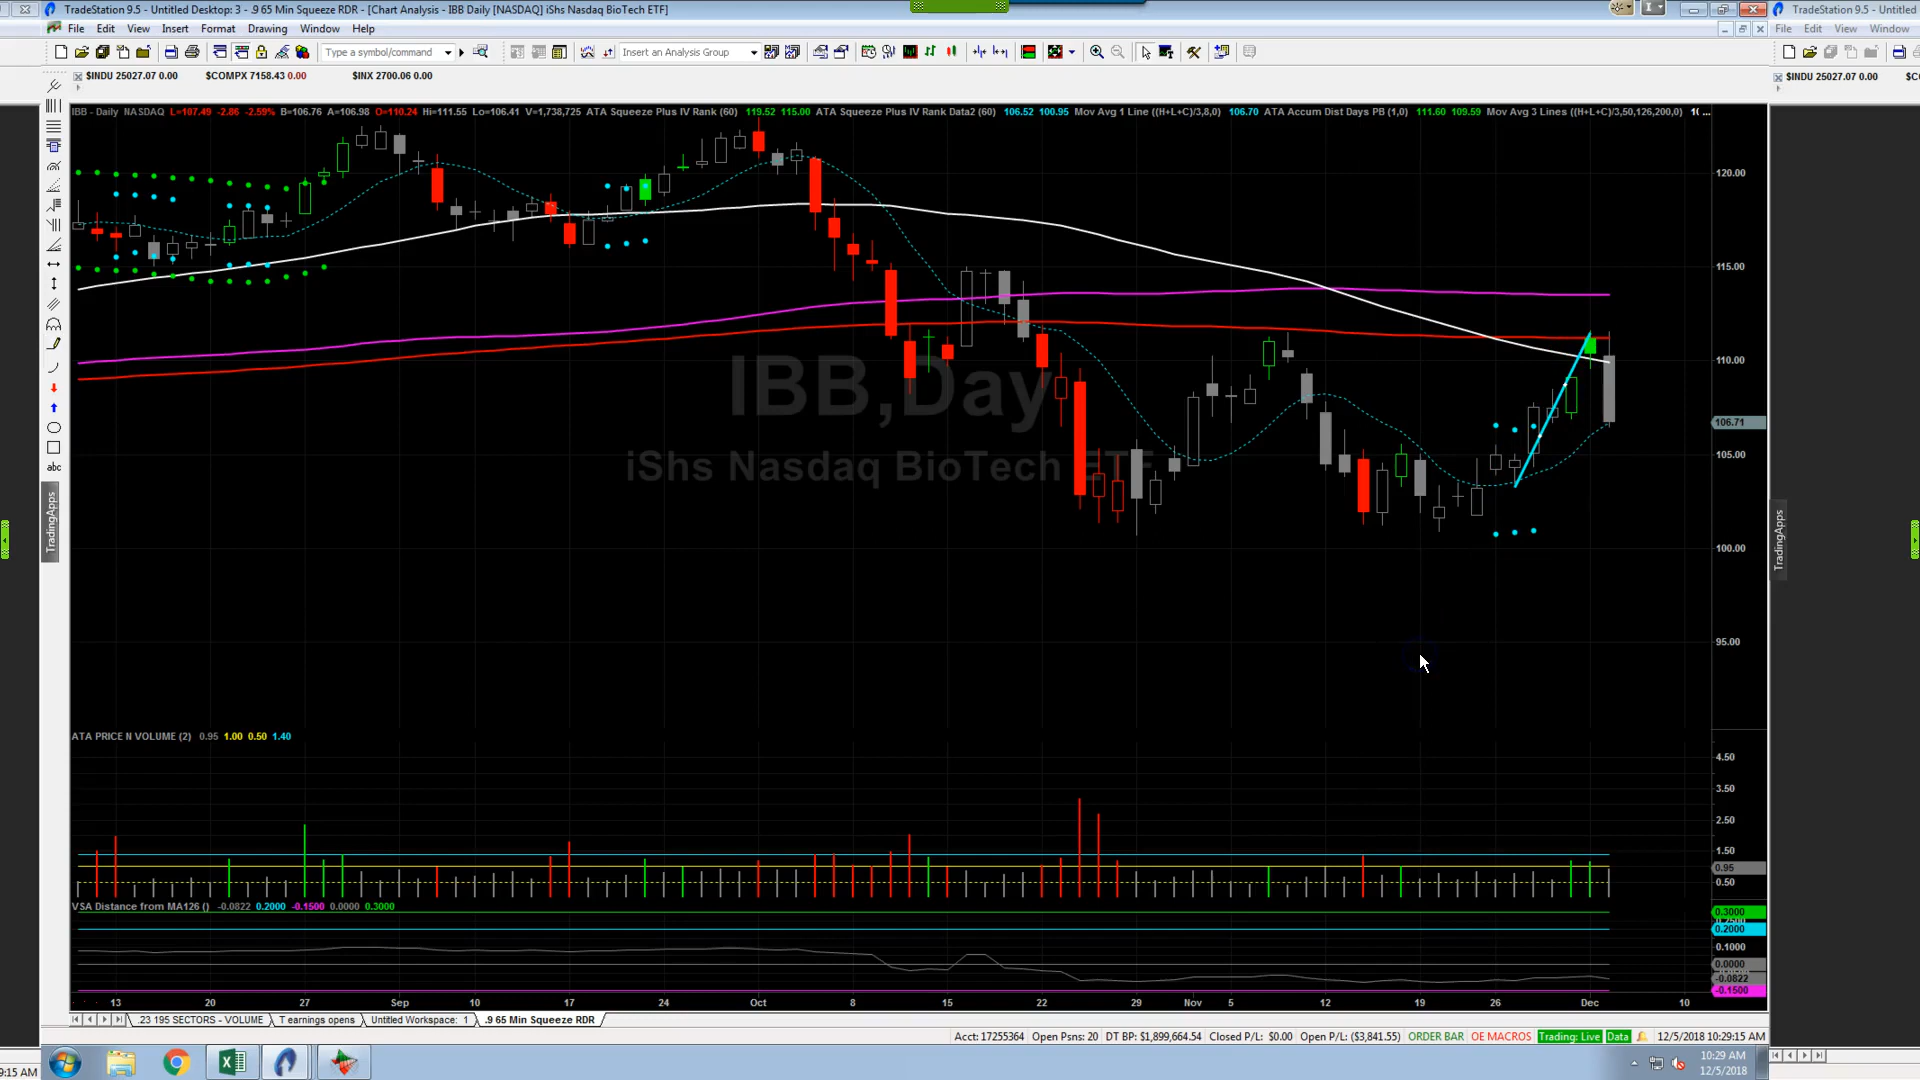 TradeStation 9.5 - Untitled Desktop: 3 - .9 65 Min Squeeze RDR - [Chart Analysis - IBB Daily [NASDAQ] iShs Nasdaq BioTech ETF]
TradeStation 9.5 - Untitled
File Edit View Insert Format Drawing Window Help
File Edit View Window
Type a symbol/command
Insert an Analysis Group
$INDU 25027.07 0.00 $COMPX 7158.43 0.00 $INX 2700.06 0.00
$INDU 25027.07 0.00
IBB - Daily NASDAQ L=107.49 -2.86 -2.59% B=106.76 A=106.98 O=110.24 Hi=111.55 Lo=106.41 V=1,738,725 ATA Squeeze Plus IV Rank (60) 119.52 115.00 ATA Squeeze Plus IV Rank Data2 (60) 106.52 100.95 Mov Avg 1 Line ((H+L+C)/3,8,0) 106.70 ATA Accum Dist Days PB (1,0) 111.60 109.59 Mov Avg 3 Lines ((H+L+C)/3,50,126,200,0) 1( ...
120.00
115.00
110.00
106.71
105.00
100.00
95.00
IBB,Day
iShs Nasdaq BioTech ETF
abc
TradingApps
TradingApps
ATA PRICE N VOLUME (2) 0.95 1.00 0.50 1.40
4.50
3.50
2.50
1.50
0.95
0.50
VSA Distance from MA126 () -0.0822 0.2000 -0.1500 0.0000 0.3000
0.3000
0.2000
0.1000
0.0000
-0.0822
-0.1500
13 20 27 Sep 10 17 24 Oct 8 15 22 29 Nov 5 12 19 26 Dec 10
.23 195 SECTORS - VOLUME T earnings opens Untitled Workspace: 1 .9 65 Min Squeeze RDR
Acct: 17255364 Open Psns: 20 DT BP: $1,899,664.54 Closed P/L: $0.00 Open P/L: ($3,841.55) ORDER BAR OE MACROS Trading: Live Data 12/5/2018 10:29:15 AM
9:15 AM
10:29 AM
12/5/2018